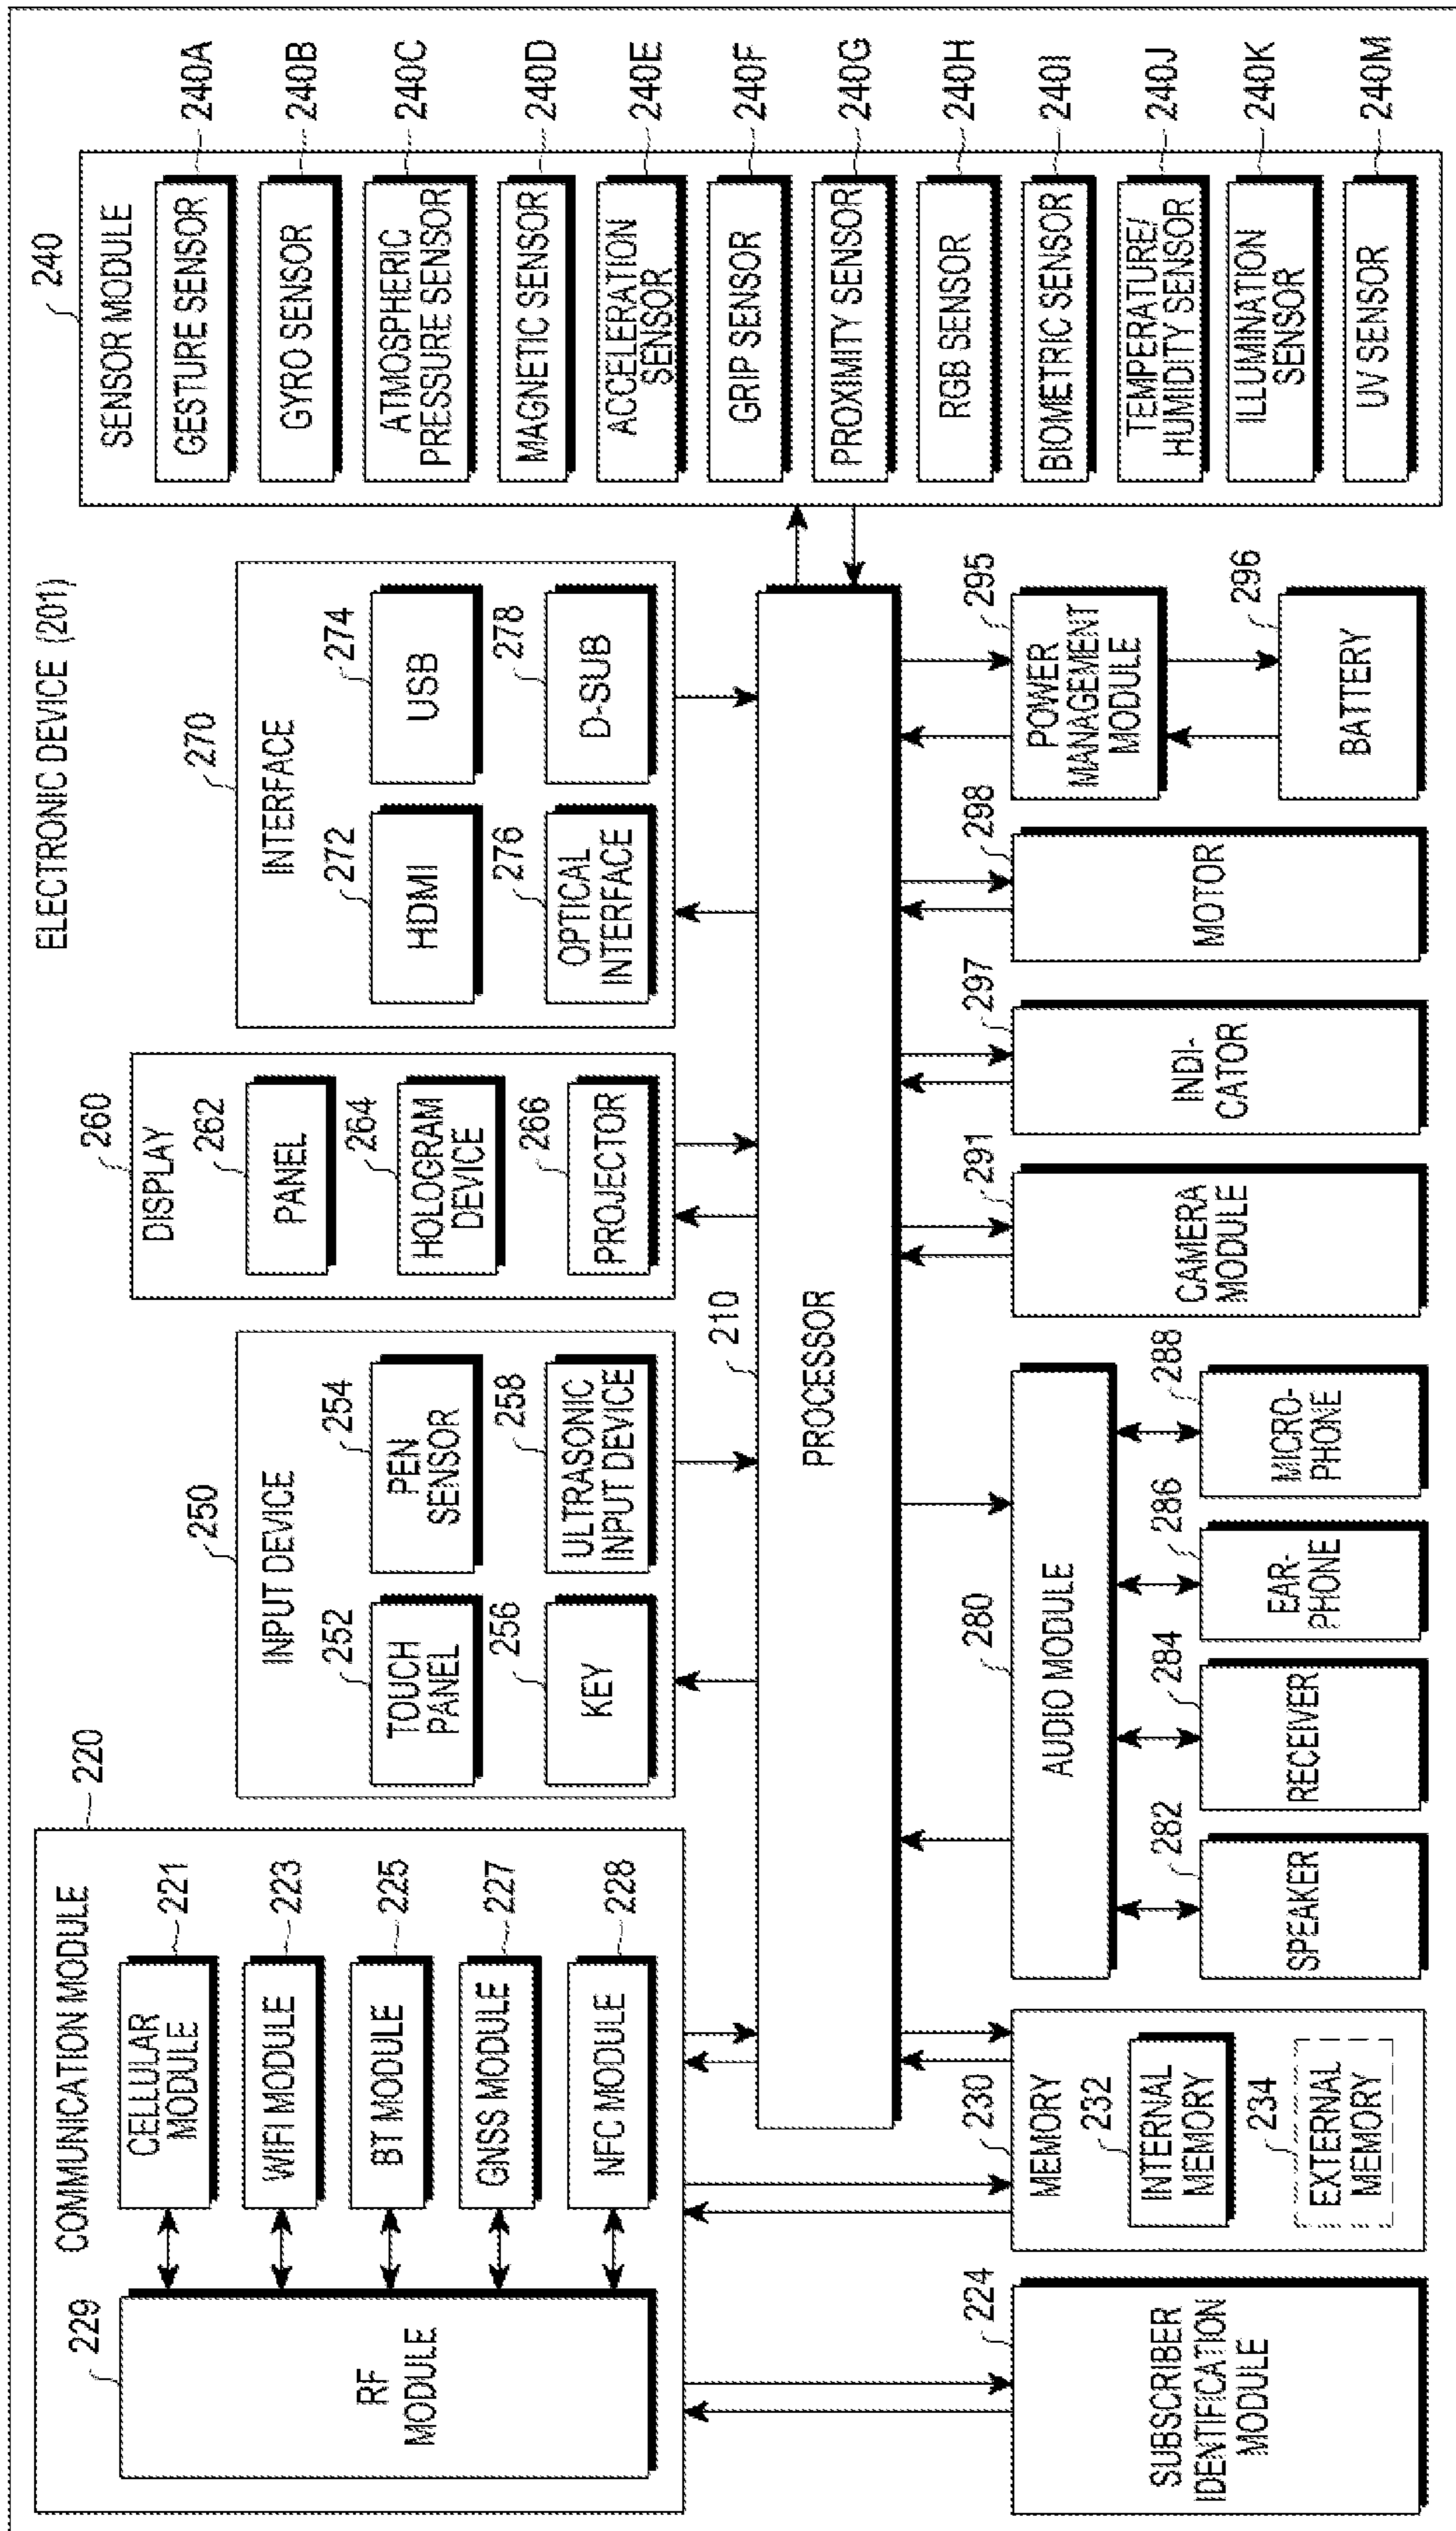 ELECTRONIC DEVICE (201)
220
COMMUNICATION MODULE
229
RF
MODULE
CELLULAR
MODULE
221
WIFI MODULE
223
BT MODULE
225
GNSS MODULE
227
NFC MODULE
228
250
INPUT DEVICE
252
TOUCH
PANEL
254
PEN
SENSOR
256
KEY
258
ULTRASONIC
INPUT DEVICE
260
DISPLAY
262
PANEL
264
HOLOGRAM
DEVICE
266
PROJECTOR
270
INTERFACE
272
HDMI
274
USB
276
OPTICAL
INTERFACE
278
D-SUB
240
SENSOR MODULE
GESTURE SENSOR
240A
GYRO SENSOR
240B
ATMOSPHERIC
PRESSURE SENSOR
240C
MAGNETIC SENSOR
240D
ACCELERATION
SENSOR
240E
GRIP SENSOR
240F
PROXIMITY SENSOR
240G
RGB SENSOR
240H
BIOMETRIC SENSOR
240I
TEMPERATURE/
HUMIDITY SENSOR
240J
ILLUMINATION
SENSOR
240K
UV SENSOR
240M
210
PROCESSOR
224
SUBSCRIBER
IDENTIFICATION
MODULE
230
MEMORY
232
INTERNAL
MEMORY
234
EXTERNAL
MEMORY
280
AUDIO MODULE
282
SPEAKER
284
RECEIVER
286
EAR-
PHONE
288
MICRO-
PHONE
291
CAMERA
MODULE
297
INDI-
CATOR
298
MOTOR
295
POWER
MANAGEMENT
MODULE
296
BATTERY